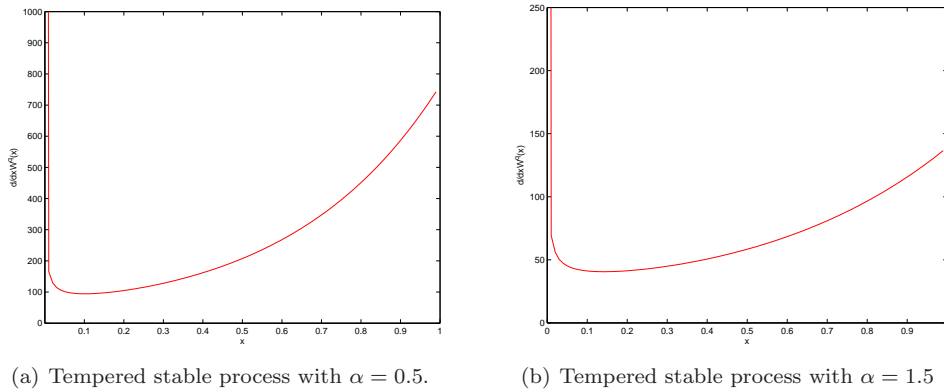 1000
900
800
700
600
500
400
300
200
100
0
d/dxW^q(x)
0.1 0.2 0.3 0.4 0.5 0.6 0.7 0.8 0.9 1
x
(a) Tempered stable process with α = 0.5.
250
200
150
100
50
0
d/dxW^q(x)
0 0.1 0.2 0.3 0.4 0.5 0.6 0.7 0.8 0.9
x
(b) Tempered stable process with α = 1.5